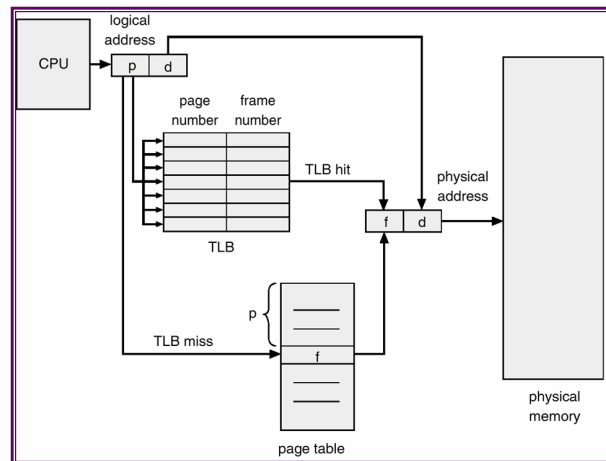 logical
address
CPU
p d
page
number
frame
number
TLB hit
physical
address
f d
TLB
p
TLB miss
f
physical
memory
page table